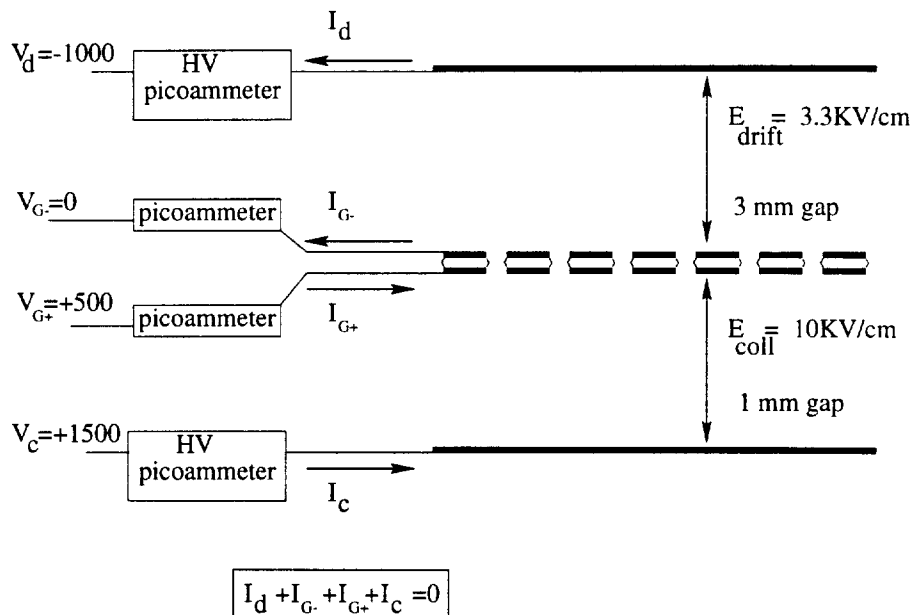 I_d
V_d=-1000
HV
picoammeter
E_drift = 3.3KV/cm
V_G-=0
picoammeter
I_G-
3 mm gap
V_G+=+500
picoammeter
I_G+
E_coll = 10KV/cm
1 mm gap
V_c=+1500
HV
picoammeter
I_c
I_d +I_G- +I_G+ +I_c =0